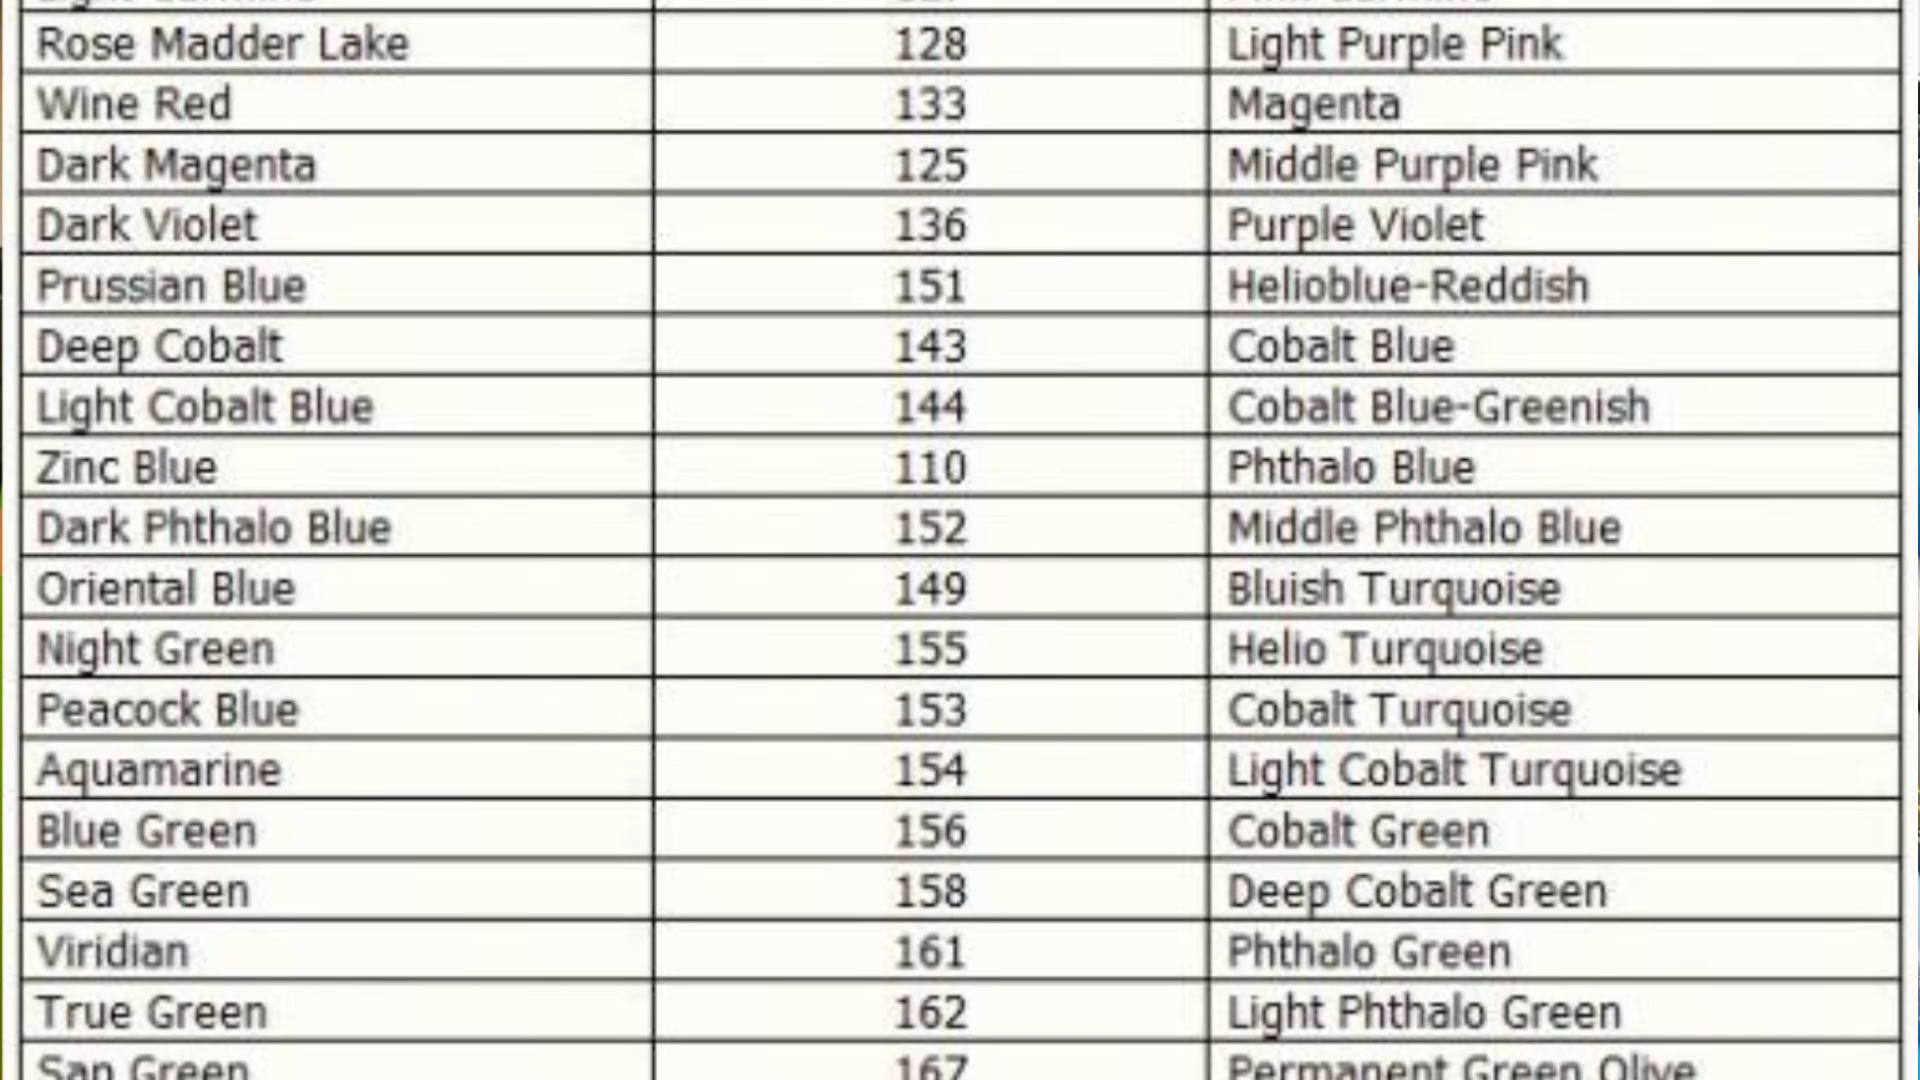 Rose Madder Lake 128 Light Purple Pink
Wine Red 133 Magenta
Dark Magenta 125 Middle Purple Pink
Dark Violet 136 Purple Violet
Prussian Blue 151 Helioblue-Reddish
Deep Cobalt 143 Cobalt Blue
Light Cobalt Blue 144 Cobalt Blue-Greenish
Zinc Blue 110 Phthalo Blue
Dark Phthalo Blue 152 Middle Phthalo Blue
Oriental Blue 149 Bluish Turquoise
Night Green 155 Helio Turquoise
Peacock Blue 153 Cobalt Turquoise
Aquamarine 154 Light Cobalt Turquoise
Blue Green 156 Cobalt Green
Sea Green 158 Deep Cobalt Green
Viridian 161 Phthalo Green
True Green 162 Light Phthalo Green
Sap Green 167 Permanent Green Olive